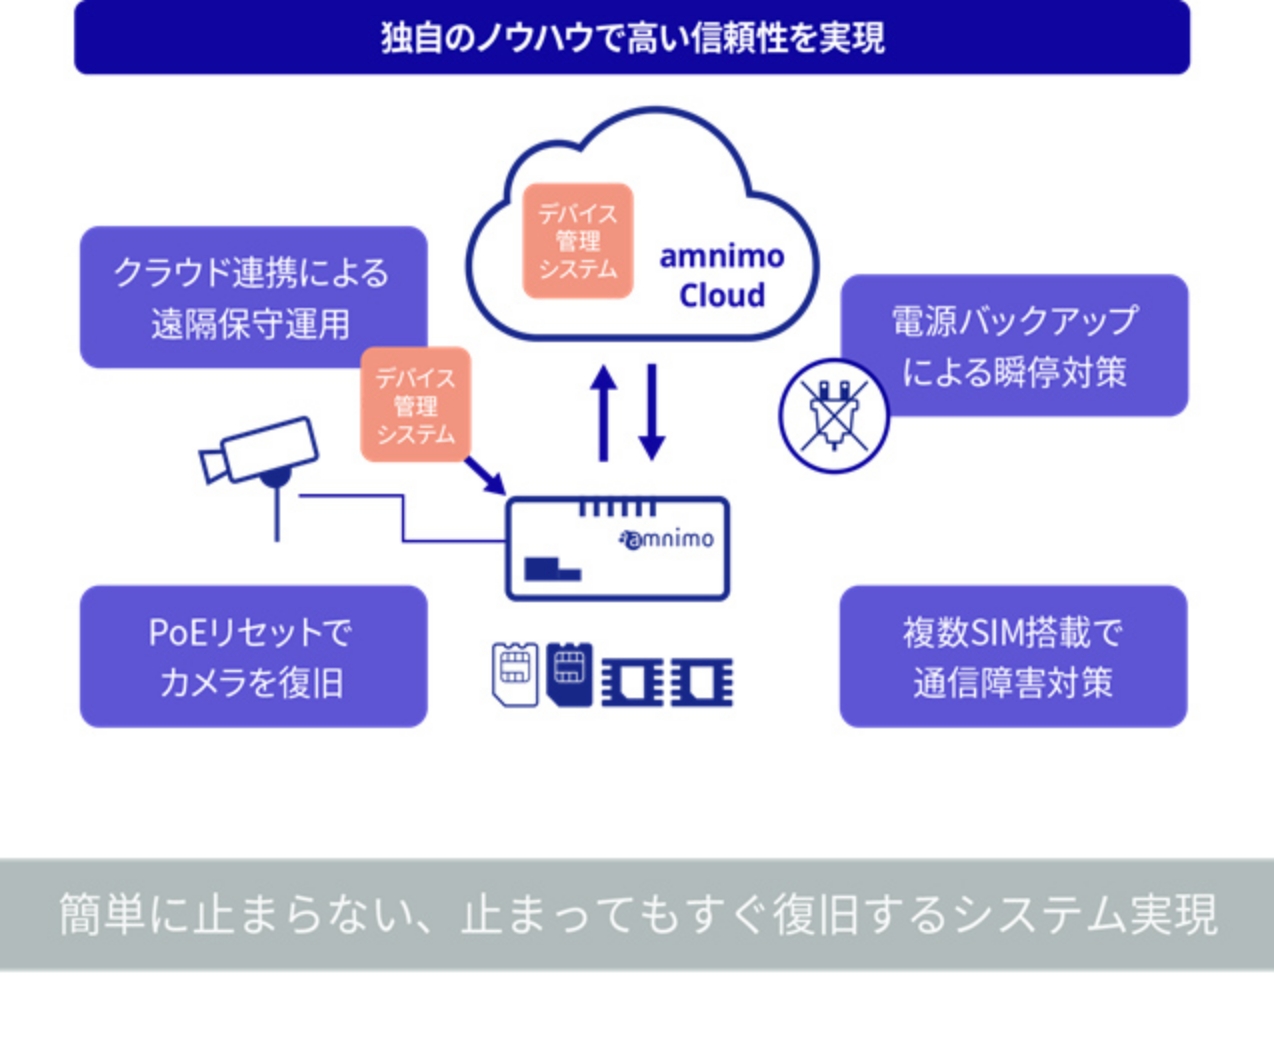 独自のノウハウで高い信頼性を実現
デバイス
管理
システム
amnimo
Cloud
クラウド連携による
遠隔保守運用
デバイス
管理
システム
電源バックアップ
による瞬停対策
amnimo
PoEリセットで
カメラを復旧
複数SIM搭載で
通信障害対策
簡単に止まらない、止まってもすぐ復旧するシステム実現